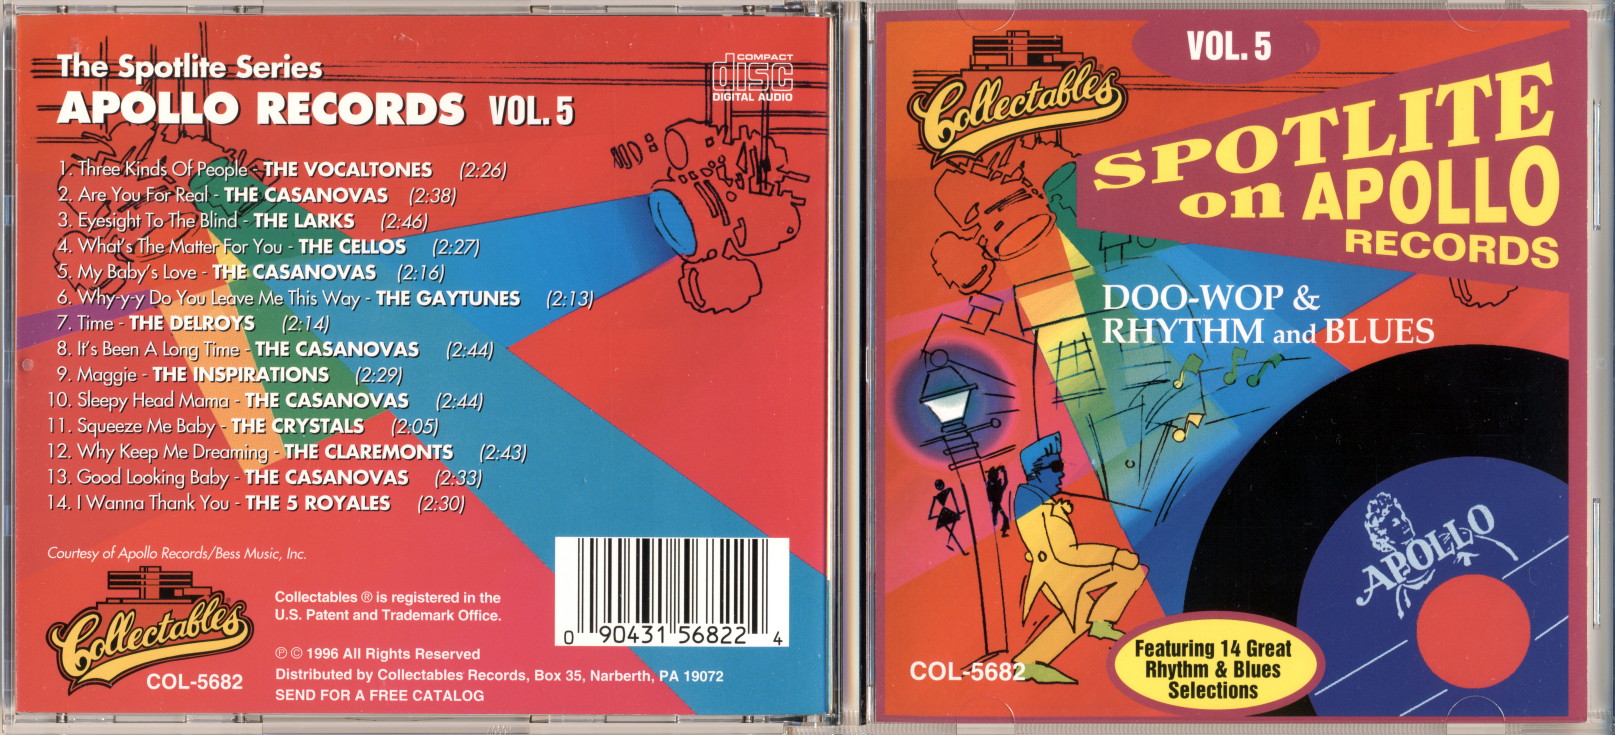 The Spotlite Series
APOLLO RECORDS VOL. 5
COMPACT
disc
DIGITAL AUDIO
1. Three Kinds Of People - THE VOCALTONES (2:26)
2. Are You For Real - THE CASANOVAS (2:38)
3. Eyesight To The Blind - THE LARKS (2:46)
4. What's The Matter For You - THE CELLOS (2:27)
5. My Baby's Love - THE CASANOVAS (2:16)
6. Why-y-y Do You Leave Me This Way - THE GAYTUNES (2:13)
7. Time - THE DELROYS (2:14)
8. It's Been A Long Time - THE CASANOVAS (2:44)
9. Maggie - THE INSPIRATIONS (2:29)
10. Sleepy Head Mama - THE CASANOVAS (2:44)
11. Squeeze Me Baby - THE CRYSTALS (2:05)
12. Why Keep Me Dreaming - THE CLAREMONTS (2:43)
13. Good Looking Baby - THE CASANOVAS (2:33)
14. I Wanna Thank You - THE 5 ROYALES (2:30)
Courtesy of Apollo Records/Bess Music, Inc.
Collectables
COL-5682
Collectables ® is registered in the
U.S. Patent and Trademark Office.
℗ © 1996 All Rights Reserved
Distributed by Collectables Records, Box 35, Narberth, PA 19072
SEND FOR A FREE CATALOG
0 90431 56822 4
Collectables
VOL. 5
SPOTLITE
on APOLLO
RECORDS
DOO-WOP &
RHYTHM and BLUES
APOLLO
COL-5682
Featuring 14 Great
Rhythm & Blues
Selections